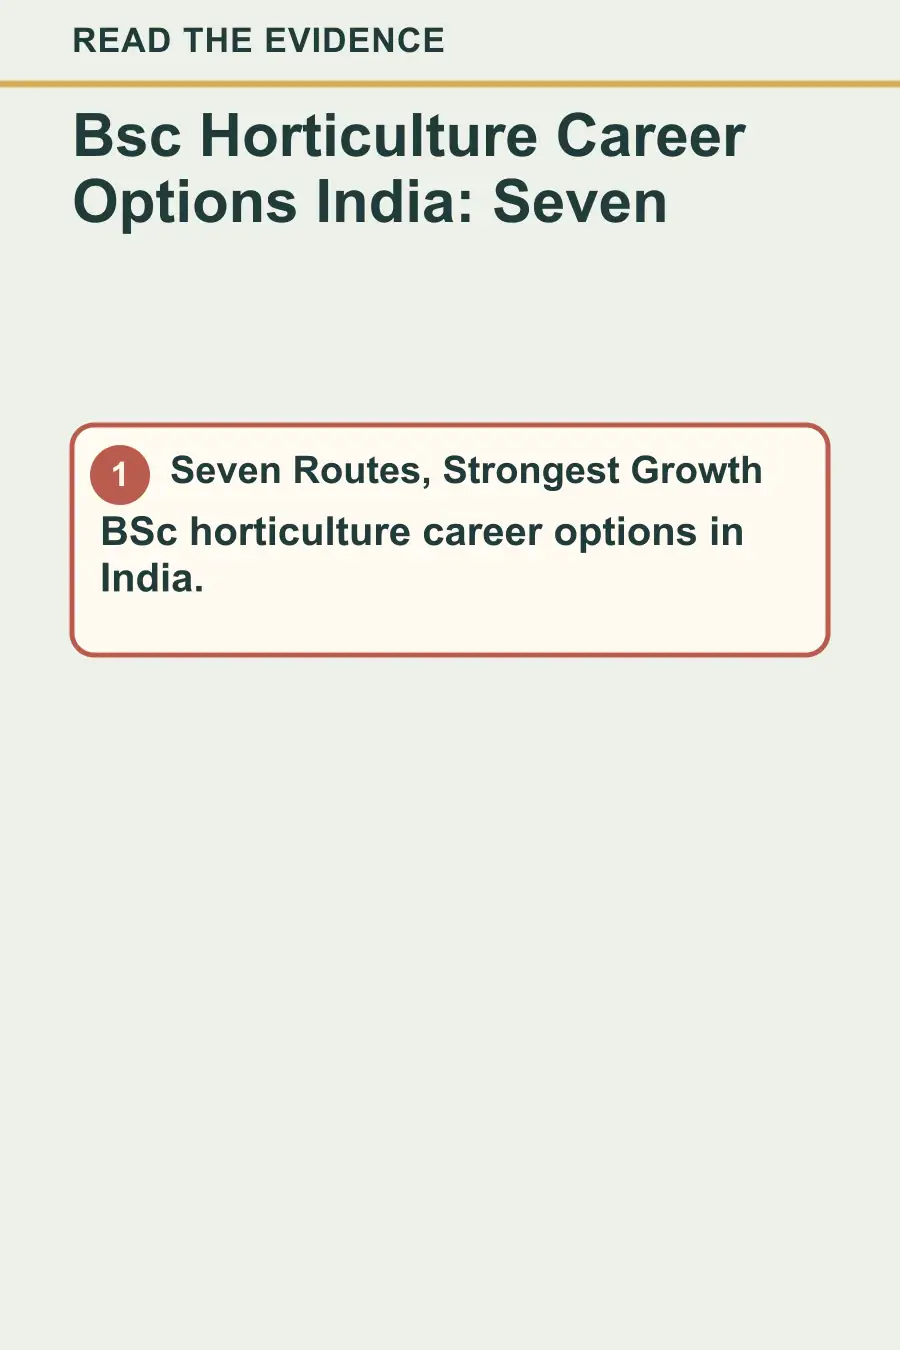 READ THE EVIDENCE
Bsc Horticulture Career
Options India: Seven
1 Seven Routes, Strongest Growth
BSc horticulture career options in
India.